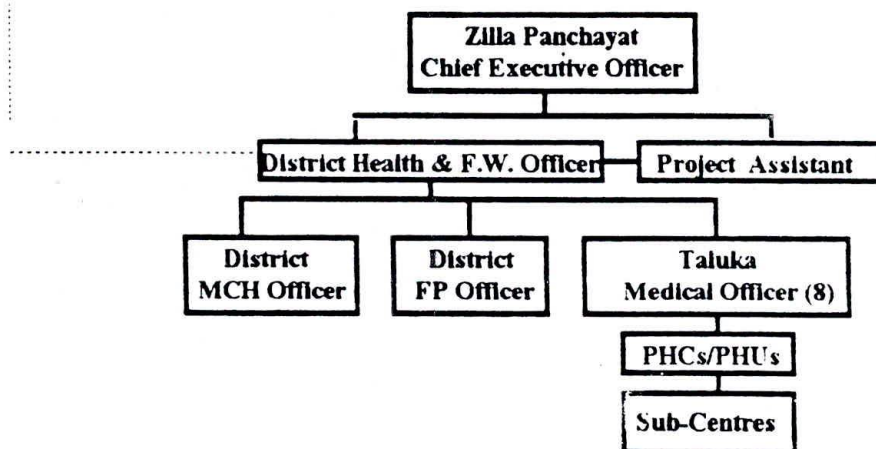 Zilla Panchayat
Chief Executive Officer
District Health & F.W. Officer
Project Assistant
District
MCH Officer
District
FP Officer
Taluka
Medical Officer (8)
PHCs/PHUs
Sub-Centres